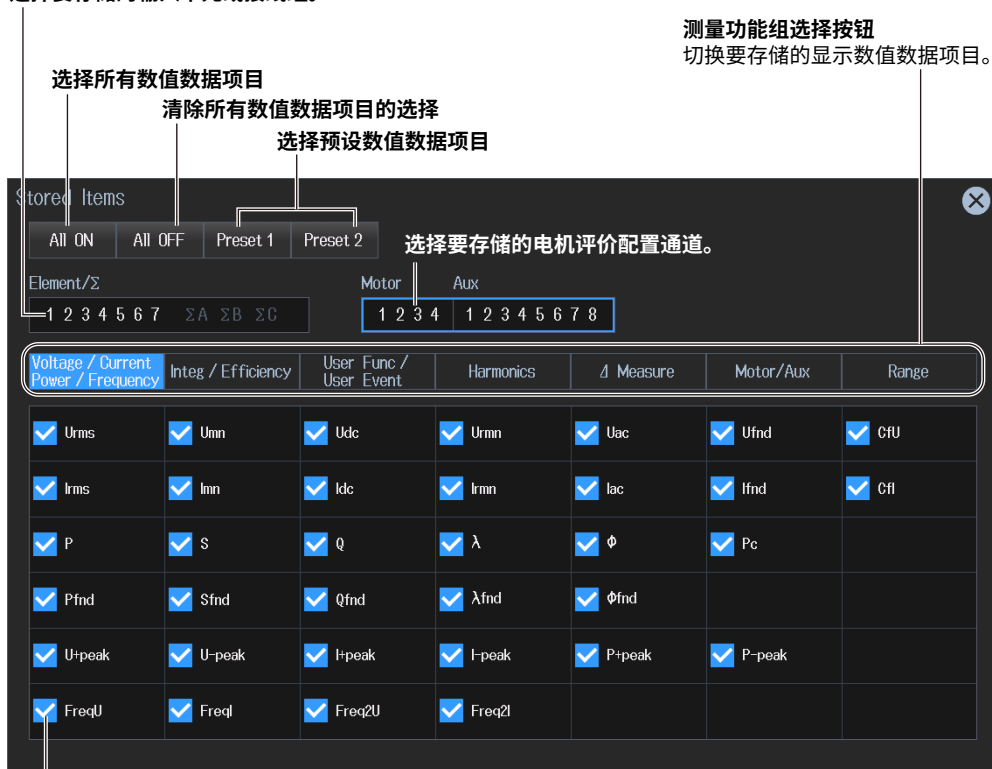 测量功能组选择按钮
切换要存储的显示数值数据项目。
选择所有数值数据项目
清除所有数值数据项目的选择
选择预设数值数据项目
Stored Items
All ON All OFF Preset 1 Preset 2
选择要存储的电机评价配置通道。
Element/Σ Motor Aux
1 2 3 4 5 6 7 ΣA ΣB ΣC 1 2 3 4 1 2 3 4 5 6 7 8
Voltage / Current Power / Frequency Integ / Efficiency User Func / User Event Harmonics Δ Measure Motor/Aux Range
Urms Umn Udc Urmn Uac Ufnd CfU
Irms Imn Idc Irmn Iac Ifnd CfI
P S Q λ Φ Pc
Pfnd Sfnd Qfnd λfnd Φfnd
U+peak U-peak I+peak I-peak P+peak P-peak
FreqU FreqI Freq2U Freq2I